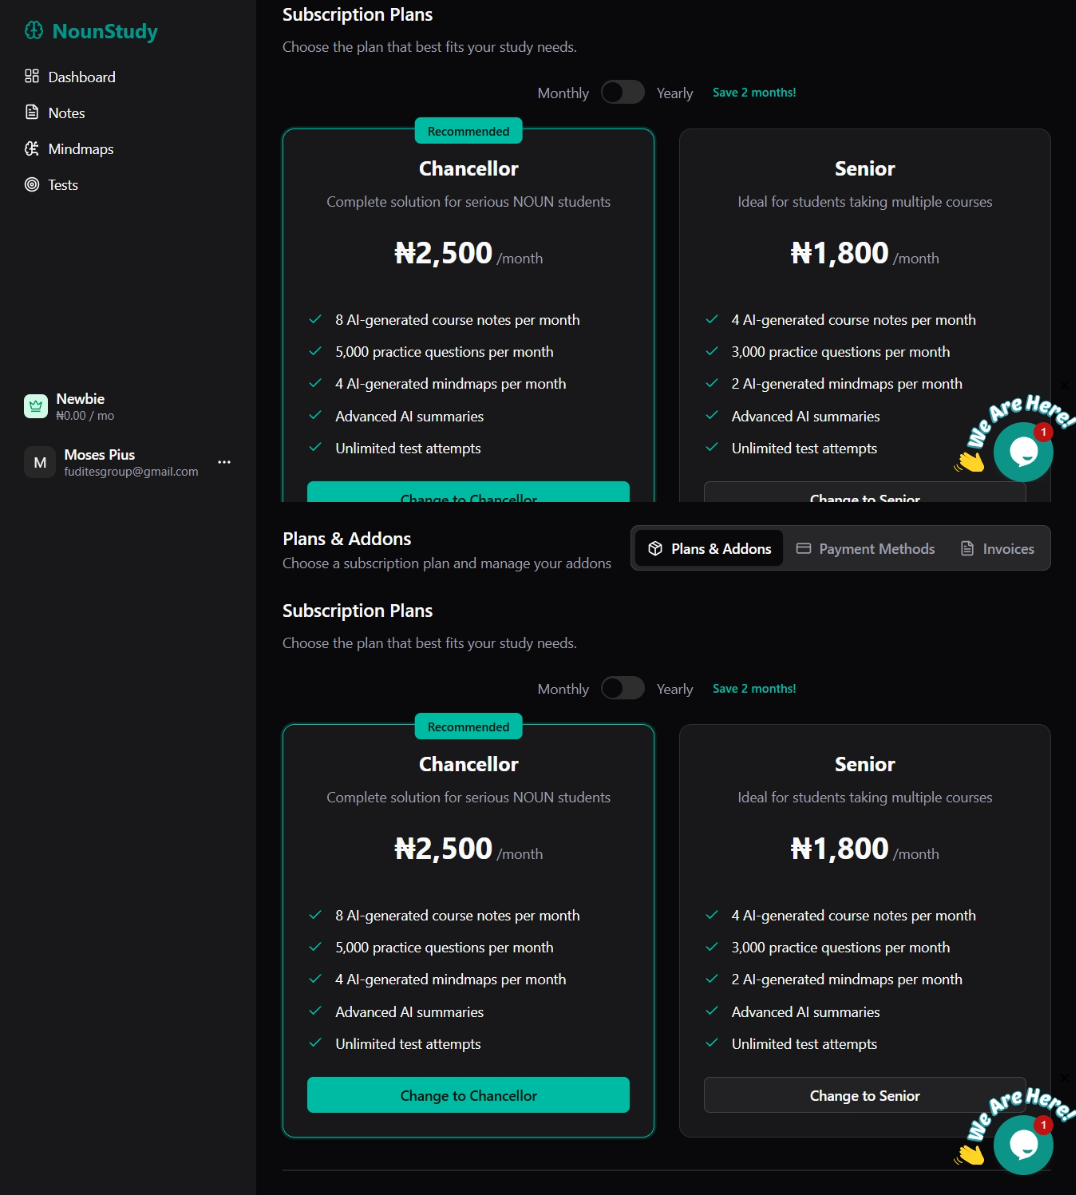 NounStudy
Dashboard
Notes
Mindmaps
Tests
Newbie
₦0.00 / mo
M
Moses Pius
fuditesgroup@gmail.com
Subscription Plans
Choose the plan that best fits your study needs.
Monthly Yearly Save 2 months!
Recommended
Chancellor
Complete solution for serious NOUN students
₦2,500 /month
8 AI-generated course notes per month
5,000 practice questions per month
4 AI-generated mindmaps per month
Advanced AI summaries
Unlimited test attempts
Change to Chancellor
Senior
Ideal for students taking multiple courses
₦1,800 /month
4 AI-generated course notes per month
3,000 practice questions per month
2 AI-generated mindmaps per month
Advanced AI summaries
Unlimited test attempts
Change to Senior
We Are Here!
1
Plans & Addons
Choose a subscription plan and manage your addons
Plans & Addons Payment Methods Invoices
Subscription Plans
Choose the plan that best fits your study needs.
Monthly Yearly Save 2 months!
Recommended
Chancellor
Complete solution for serious NOUN students
₦2,500 /month
8 AI-generated course notes per month
5,000 practice questions per month
4 AI-generated mindmaps per month
Advanced AI summaries
Unlimited test attempts
Change to Chancellor
Senior
Ideal for students taking multiple courses
₦1,800 /month
4 AI-generated course notes per month
3,000 practice questions per month
2 AI-generated mindmaps per month
Advanced AI summaries
Unlimited test attempts
Change to Senior
We Are Here!
1